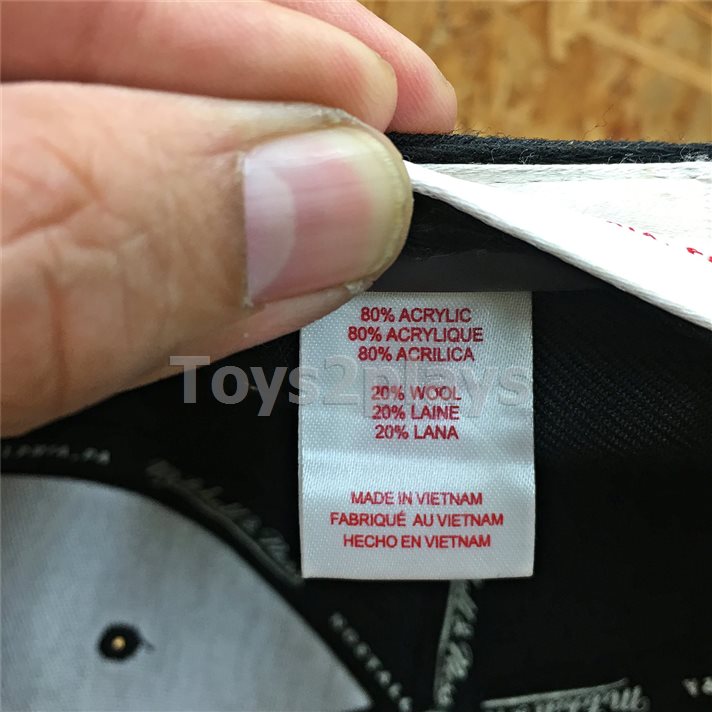 80% ACRYLIC
80% ACRYLIQUE
80% ACRILICA
Toys2plays
20% WOOL
20% LAINE
20% LANA
MADE IN VIETNAM
FABRIQUÉ AU VIETNAM
HECHO EN VIETNAM